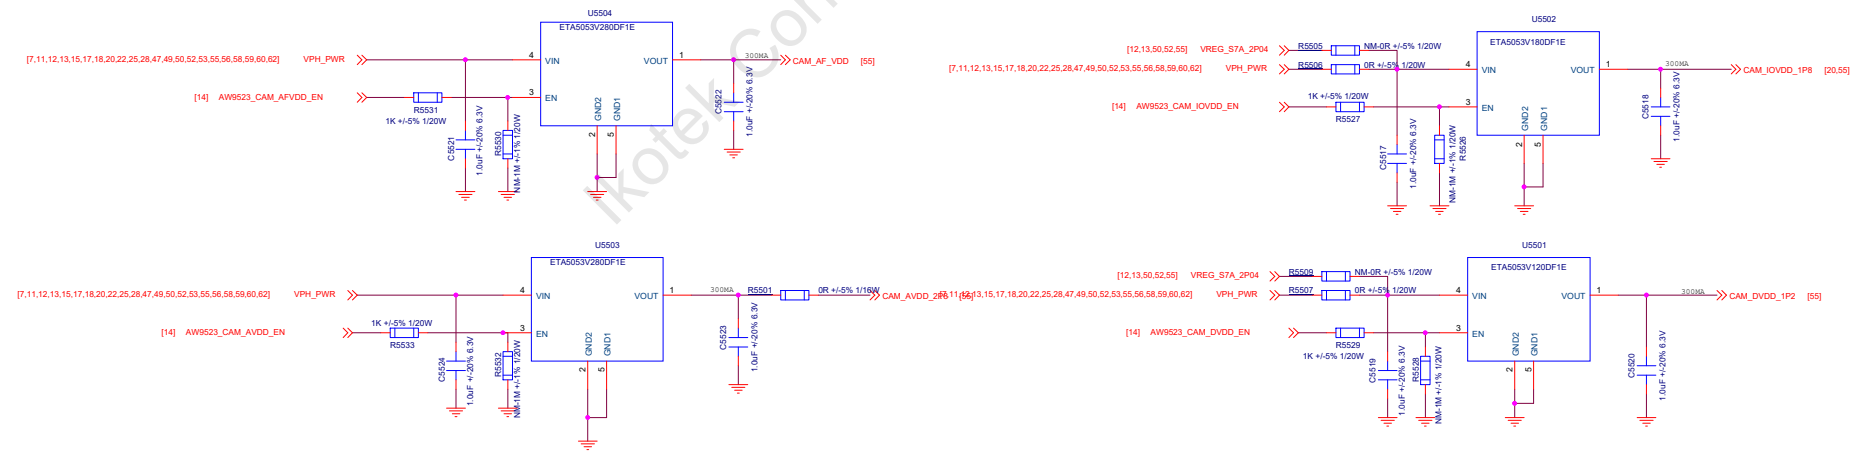 U5504
ETA5053V280DF1E
[7,11,12,13,15,17,18,20,22,25,28,47,49,50,52,53,55,56,58,59,60,62] VPH_PWR
4 VIN
VOUT 1
300MA
CAM_AF_VDD [55]
[14] AW9523_CAM_AFVDD_EN
R5531
1K +/-5% 1/20W
3 EN
GND2
GND1
2
5
C5521
1.0uF +/-20% 6.3V
R5530
NM-1M +/-1% 1/20W
C5522
1.0uF +/-20% 6.3V
Ikotek Con
U5502
ETA5053V180DF1E
[12,13,50,52,55] VREG_S7A_2P04
R5505 NM-0R +/-5% 1/20W
[7,11,12,13,15,17,18,20,22,25,28,47,49,50,52,53,55,56,58,59,60,62] VPH_PWR
R5506 0R +/-5% 1/20W
4 VIN
VOUT 1
300MA
CAM_IOVDD_1P8 [20,55]
[14] AW9523_CAM_IOVDD_EN
1K +/-5% 1/20W
R5527
3 EN
GND2
GND1
2
5
C5517
1.0uF +/-20% 6.3V
R5526
NM-1M +/-1% 1/20W
C5518
1.0uF +/-20% 6.3V
U5503
ETA5053V280DF1E
[7,11,12,13,15,17,18,20,22,25,28,47,49,50,52,53,55,56,58,59,60,62] VPH_PWR
4 VIN
VOUT 1
300MA
R5501 0R +/-5% 1/16W
[14] AW9523_CAM_AVDD_EN
1K +/-5% 1/20W
R5533
3 EN
GND2
GND1
2
5
C5524
1.0uF +/-20% 6.3V
R5532
NM-1M +/-1% 1/20W
C5523
1.0uF +/-20% 6.3V
U5501
ETA5053V120DF1E
[12,13,50,52,55] VREG_S7A_2P04
R5509 NM-0R +/-5% 1/20W
VPH_PWR
R5507 0R +/-5% 1/20W
4 VIN
VOUT 1
300MA
CAM_DVDD_1P2 [55]
[14] AW9523_CAM_DVDD_EN
R5529
1K +/-5% 1/20W
3 EN
GND2
GND1
2
5
C5519
1.0uF +/-20% 6.3V
R5528
NM-1M +/-1% 1/20W
C5520
1.0uF +/-20% 6.3V